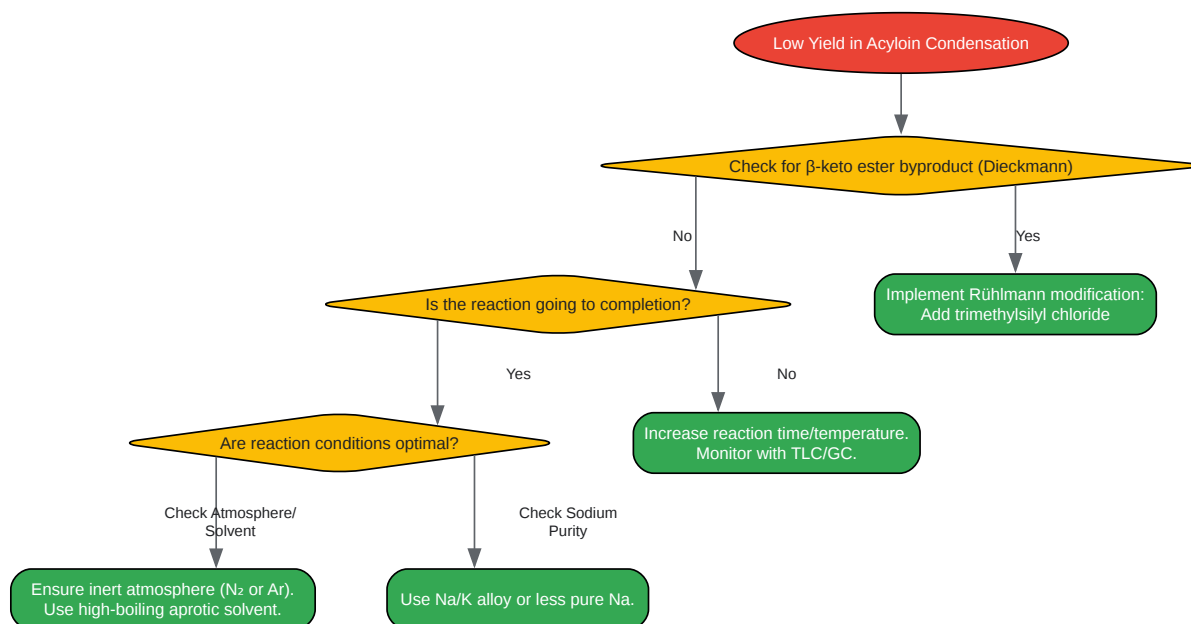 Low Yield in Acyloin Condensation
Check for β-keto ester byproduct (Dieckmann)
No
Yes
Is the reaction going to completion?
Implement Rühlmann modification:
Add trimethylsilyl chloride
Yes
No
Are reaction conditions optimal?
Increase reaction time/temperature.
Monitor with TLC/GC.
Check Atmosphere/
Solvent
Check Sodium
Purity
Ensure inert atmosphere (N₂ or Ar).
Use high-boiling aprotic solvent.
Use Na/K alloy or less pure Na.